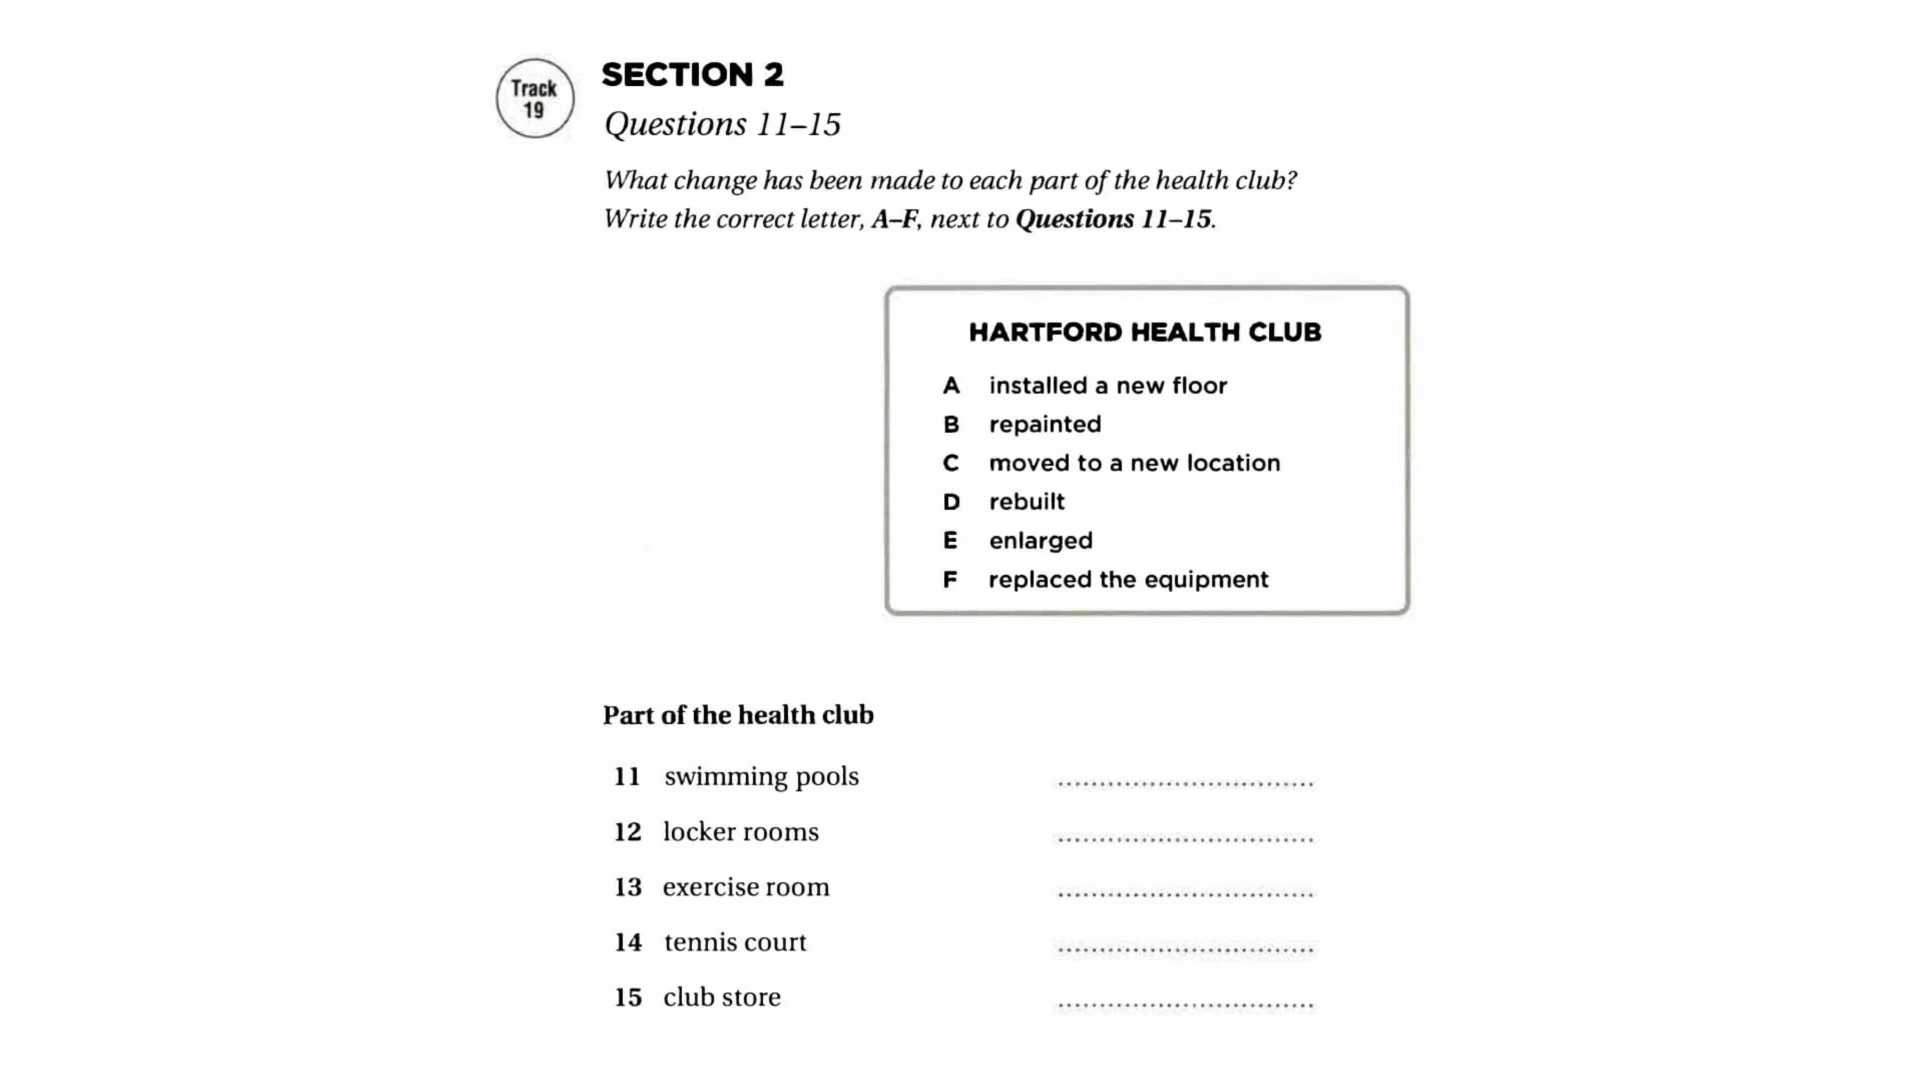 Track
19
SECTION 2
Questions 11–15
What change has been made to each part of the health club?
Write the correct letter, A–F, next to Questions 11–15.
HARTFORD HEALTH CLUB
A installed a new floor
B repainted
C moved to a new location
D rebuilt
E enlarged
F replaced the equipment
Part of the health club
11 swimming pools ...............................
12 locker rooms ...............................
13 exercise room ...............................
14 tennis court ...............................
15 club store ...............................